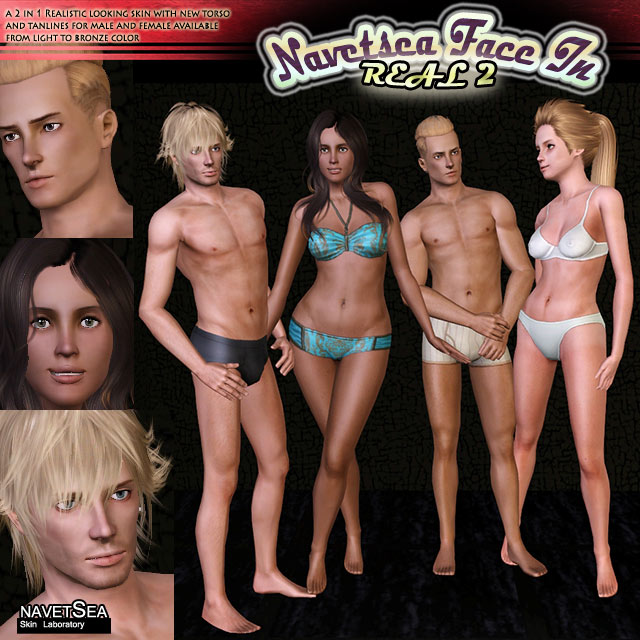 a 2 in 1 Realistic looking skin with new torso
and tanlines for male and female available
from light to bronze color
Navetsea Face In
REAL 2
NAVETSEA
Skin Laboratory